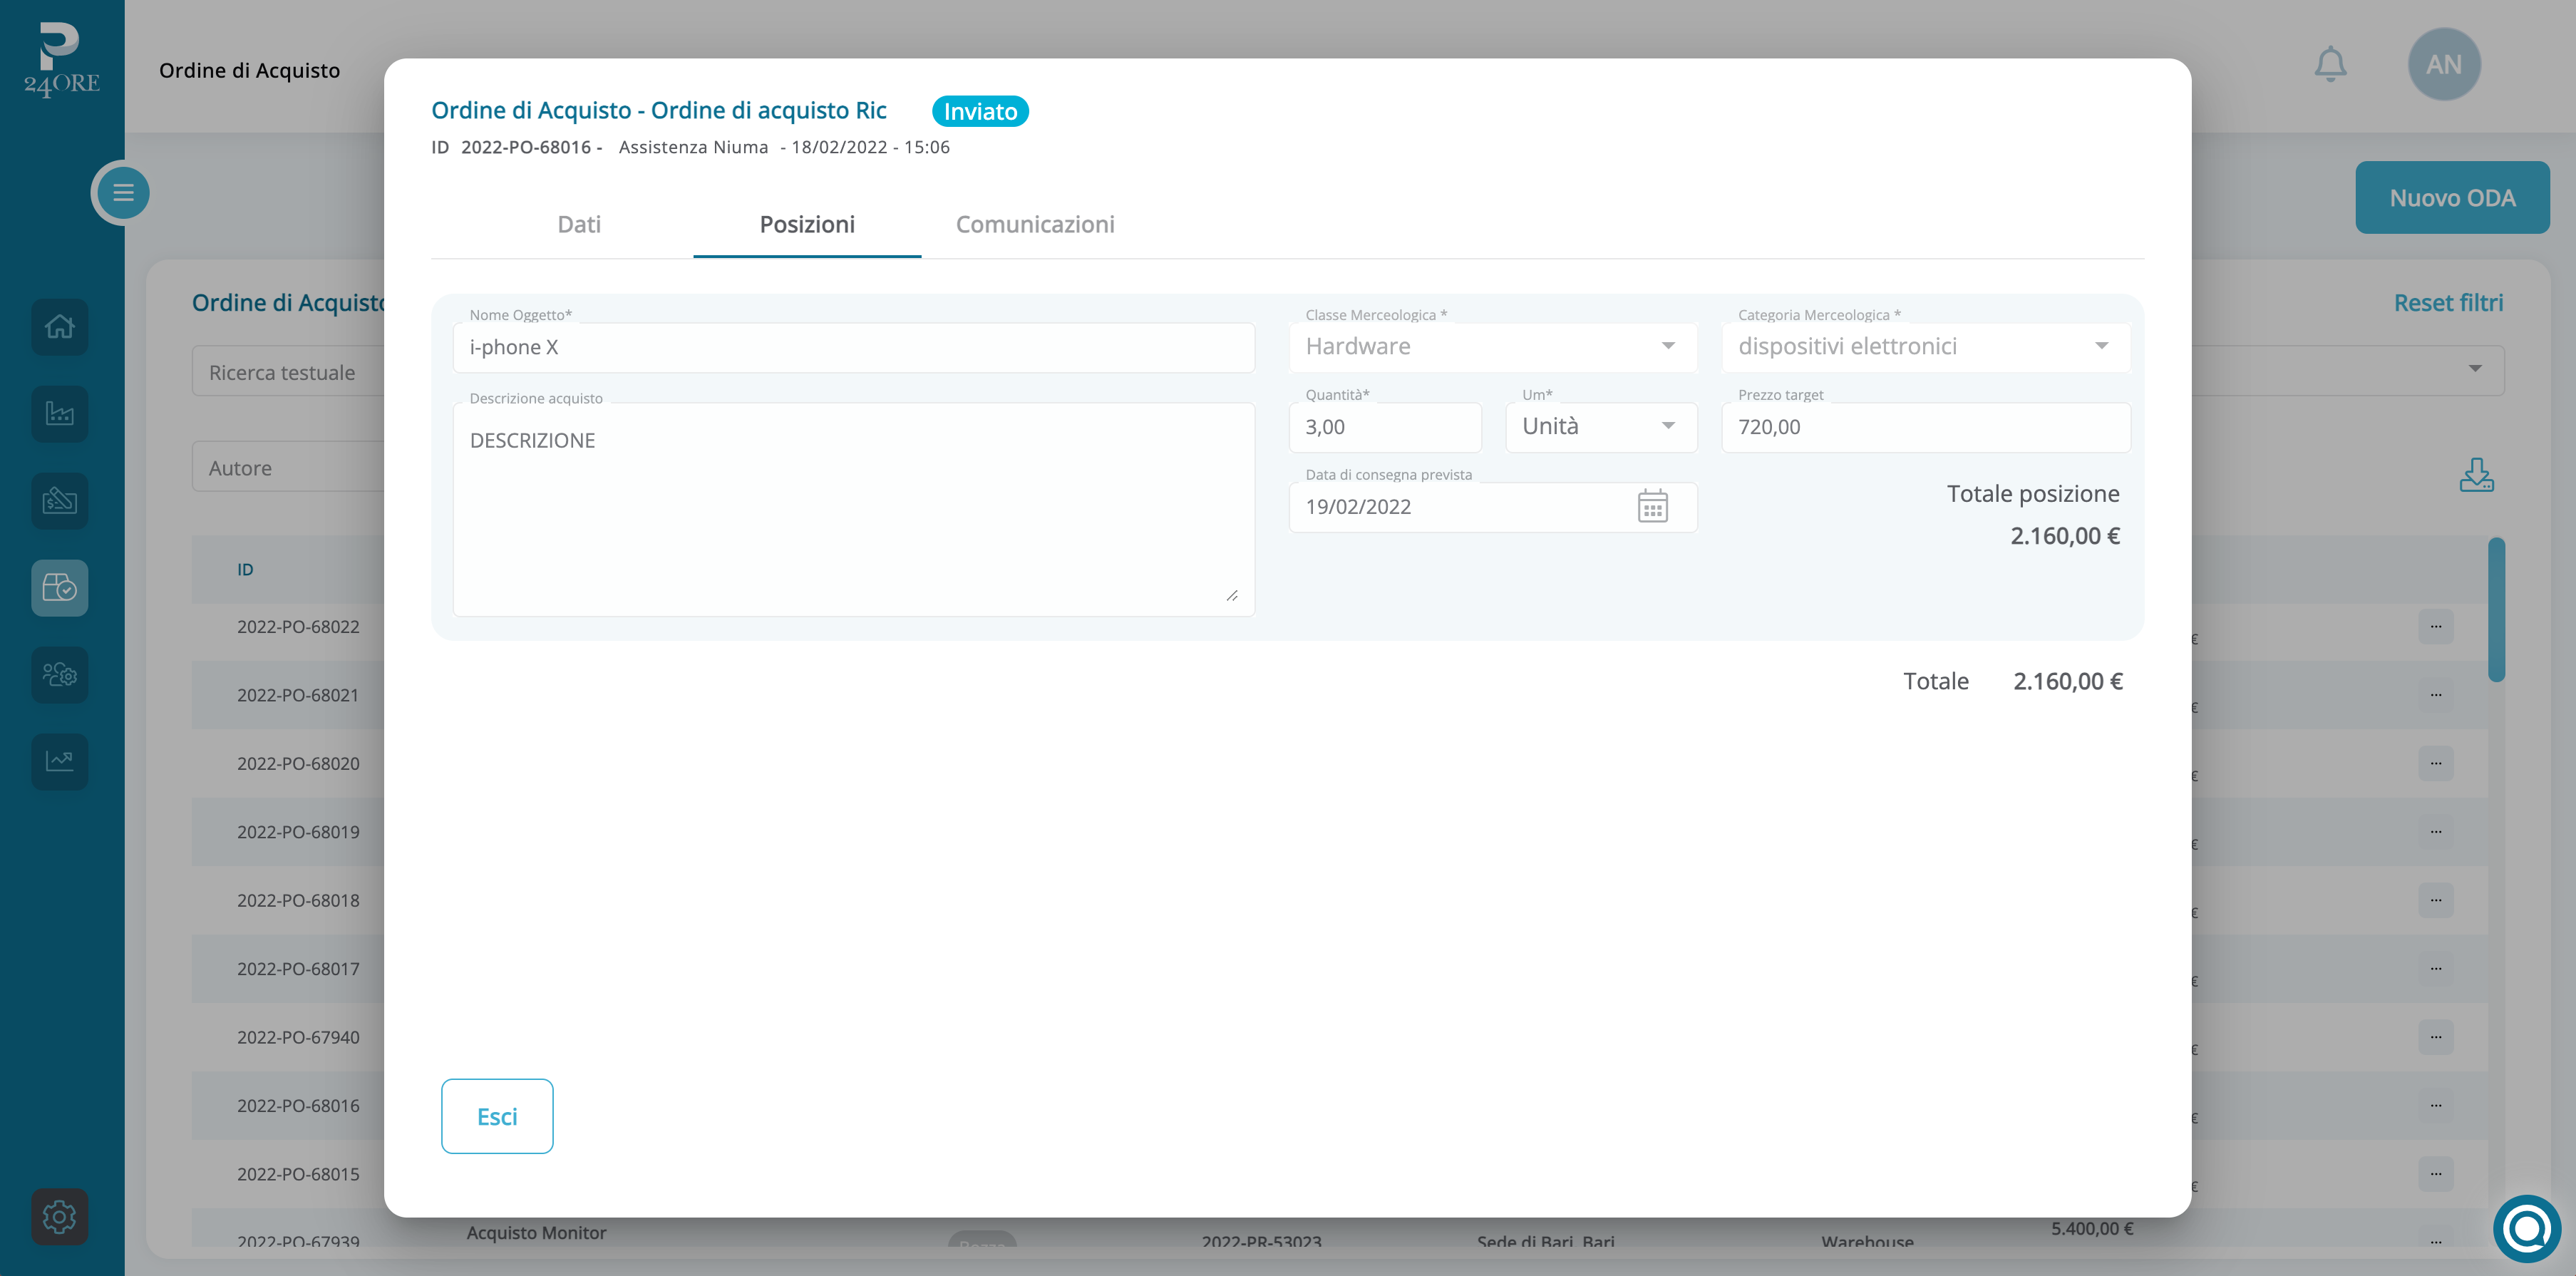 24ORE
Ordine di Acquisto
AN
Ordine di Acquisto - Ordine di acquisto Ric
Inviato
ID 2022-PO-68016 - Assistenza Niuma - 18/02/2022 - 15:06
Nuovo ODA
Dati
Posizioni
Comunicazioni
Ordine di Acquisto
Reset filtri
Ricerca testuale
Autore
Nome Oggetto*
i-phone X
Classe Merceologica *
Hardware
Categoria Merceologica *
dispositivi elettronici
Descrizione acquisto
DESCRIZIONE
Quantità*
3,00
Um*
Unità
Prezzo target
720,00
Data di consegna prevista
19/02/2022
Totale posizione
2.160,00 €
Totale 2.160,00 €
ID
2022-PO-68022 € ...
2022-PO-68021 € ...
2022-PO-68020 € ...
2022-PO-68019 € ...
2022-PO-68018 € ...
2022-PO-68017 € ...
2022-PO-67940 € ...
2022-PO-68016 € ...
2022-PO-68015 € ...
Esci
2022-PO-67939 Acquisto Monitor Bozza 2022-PR-53023 Sede di Bari, Bari Warehouse 5.400,00 € ...